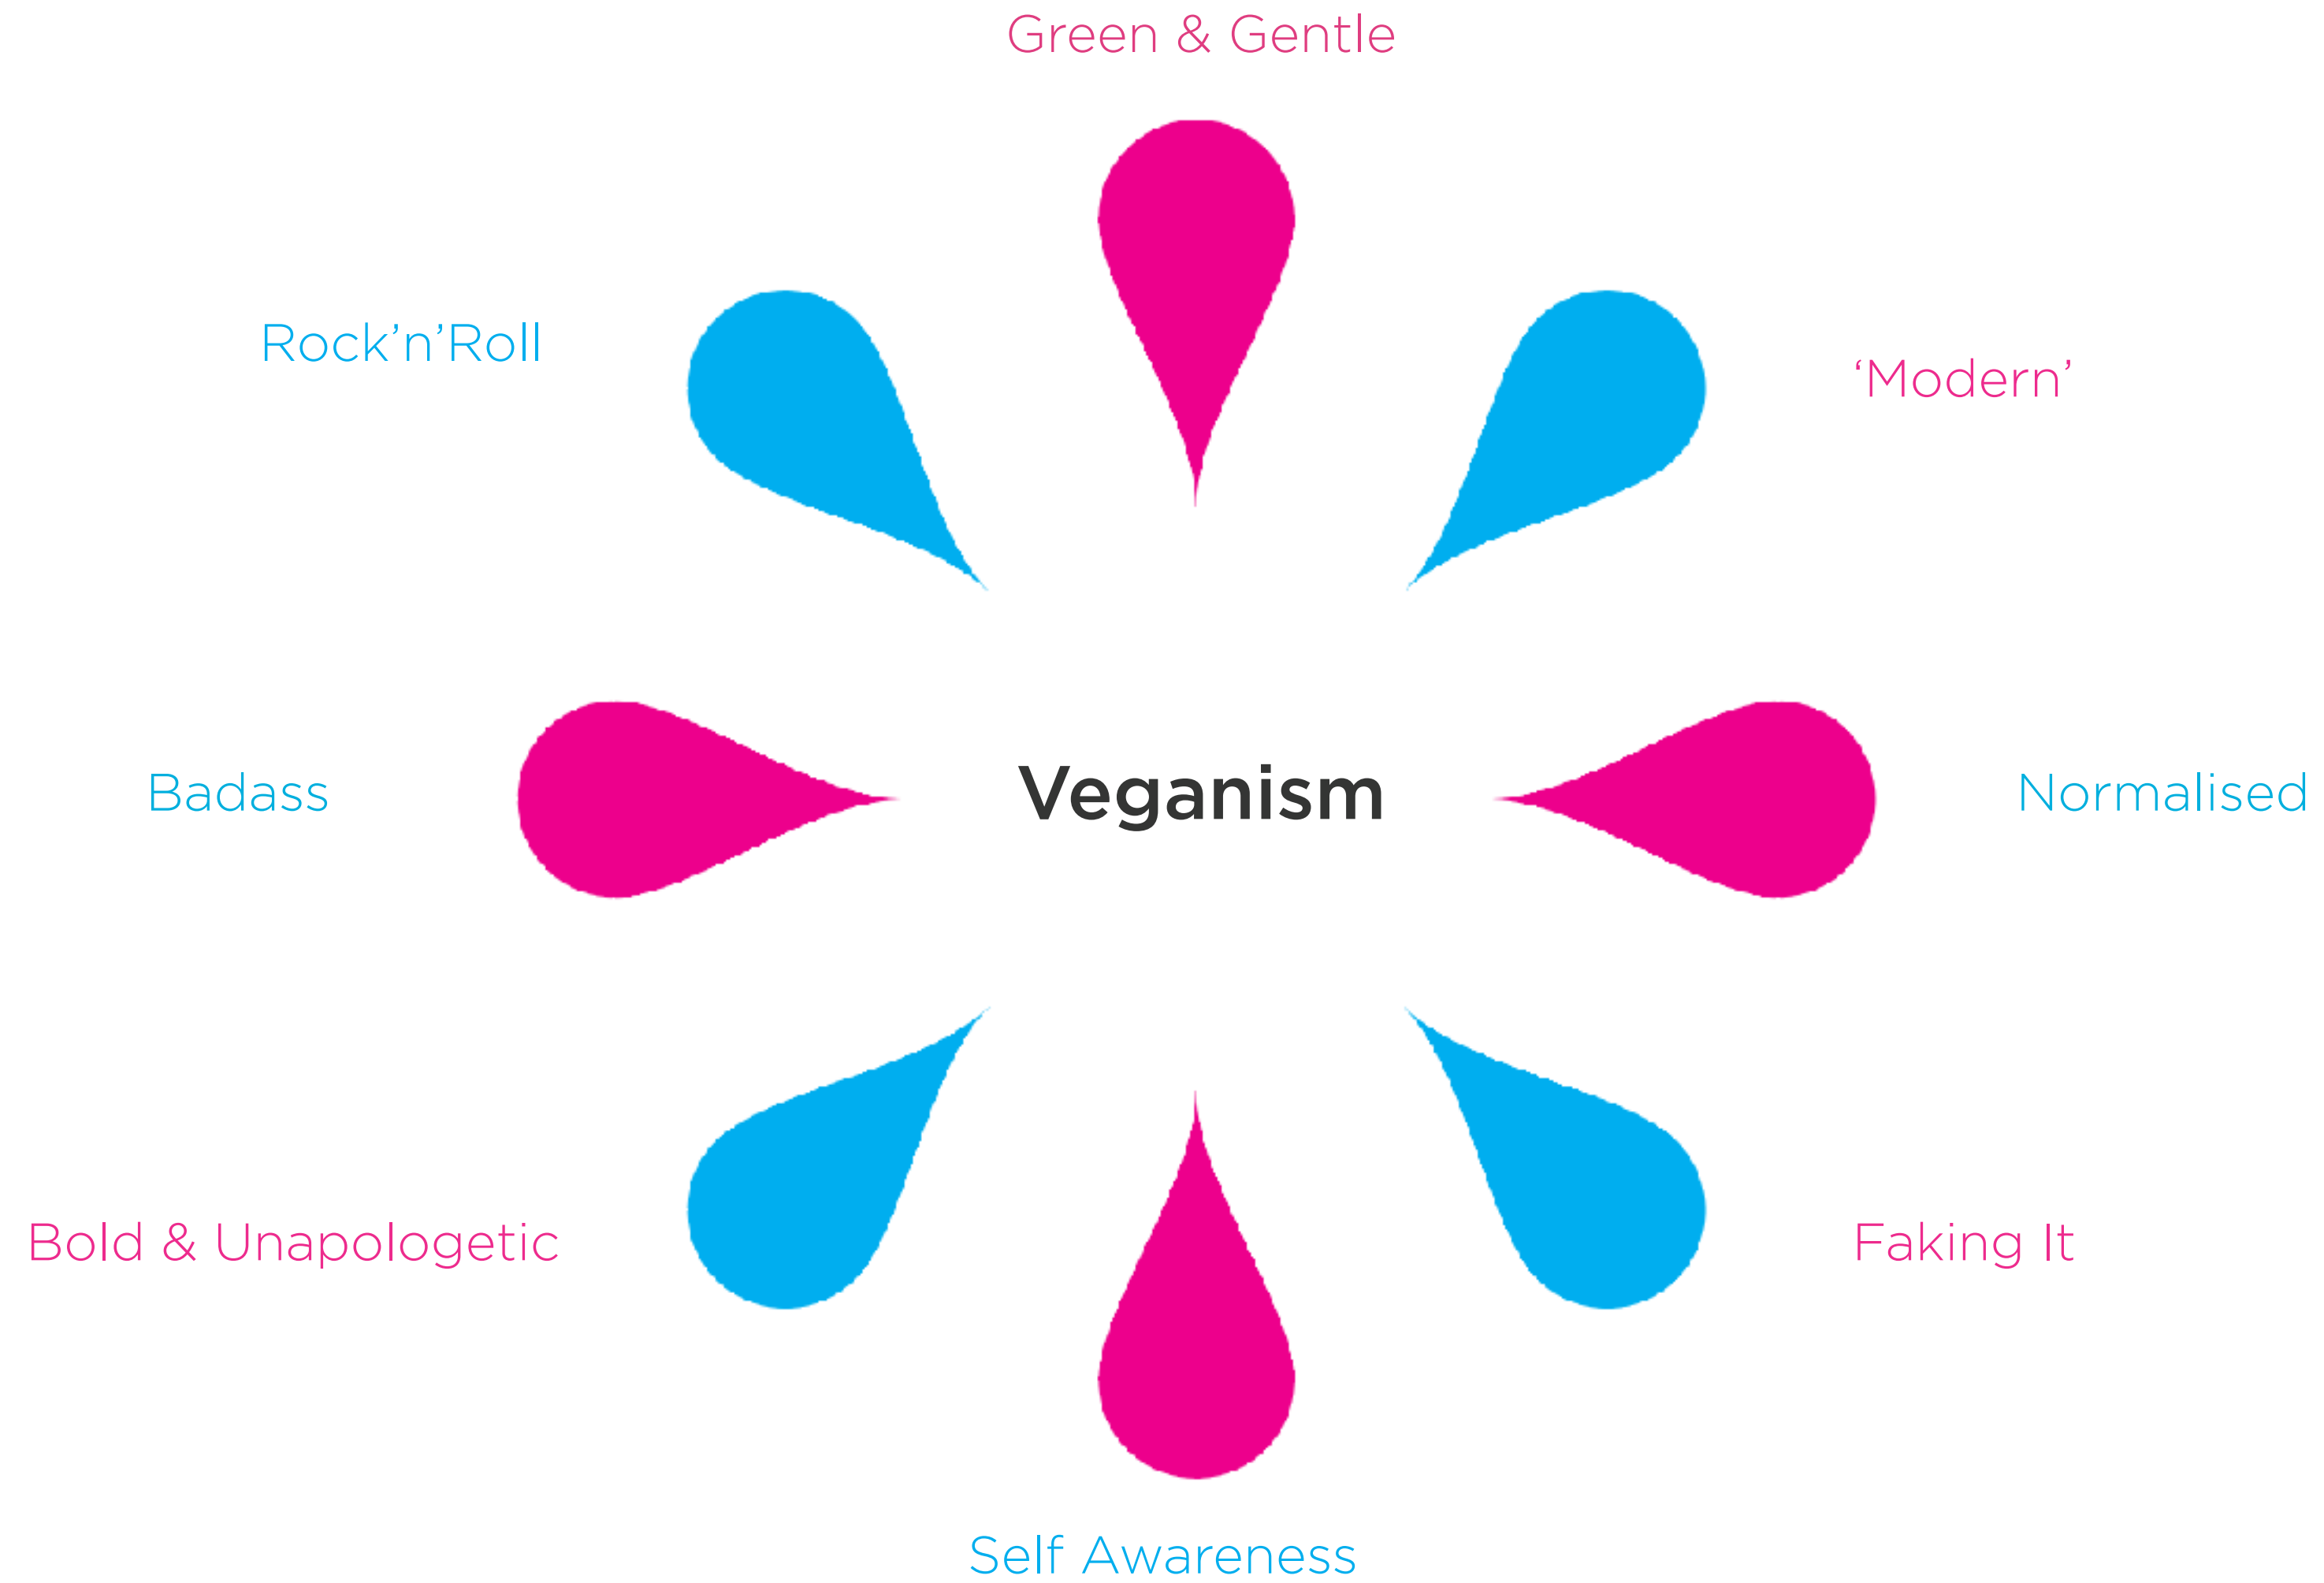 Green & Gentle
Rock’n’Roll
‘Modern’
Badass
Veganism
Normalised
Bold & Unapologetic
Faking It
Self Awareness